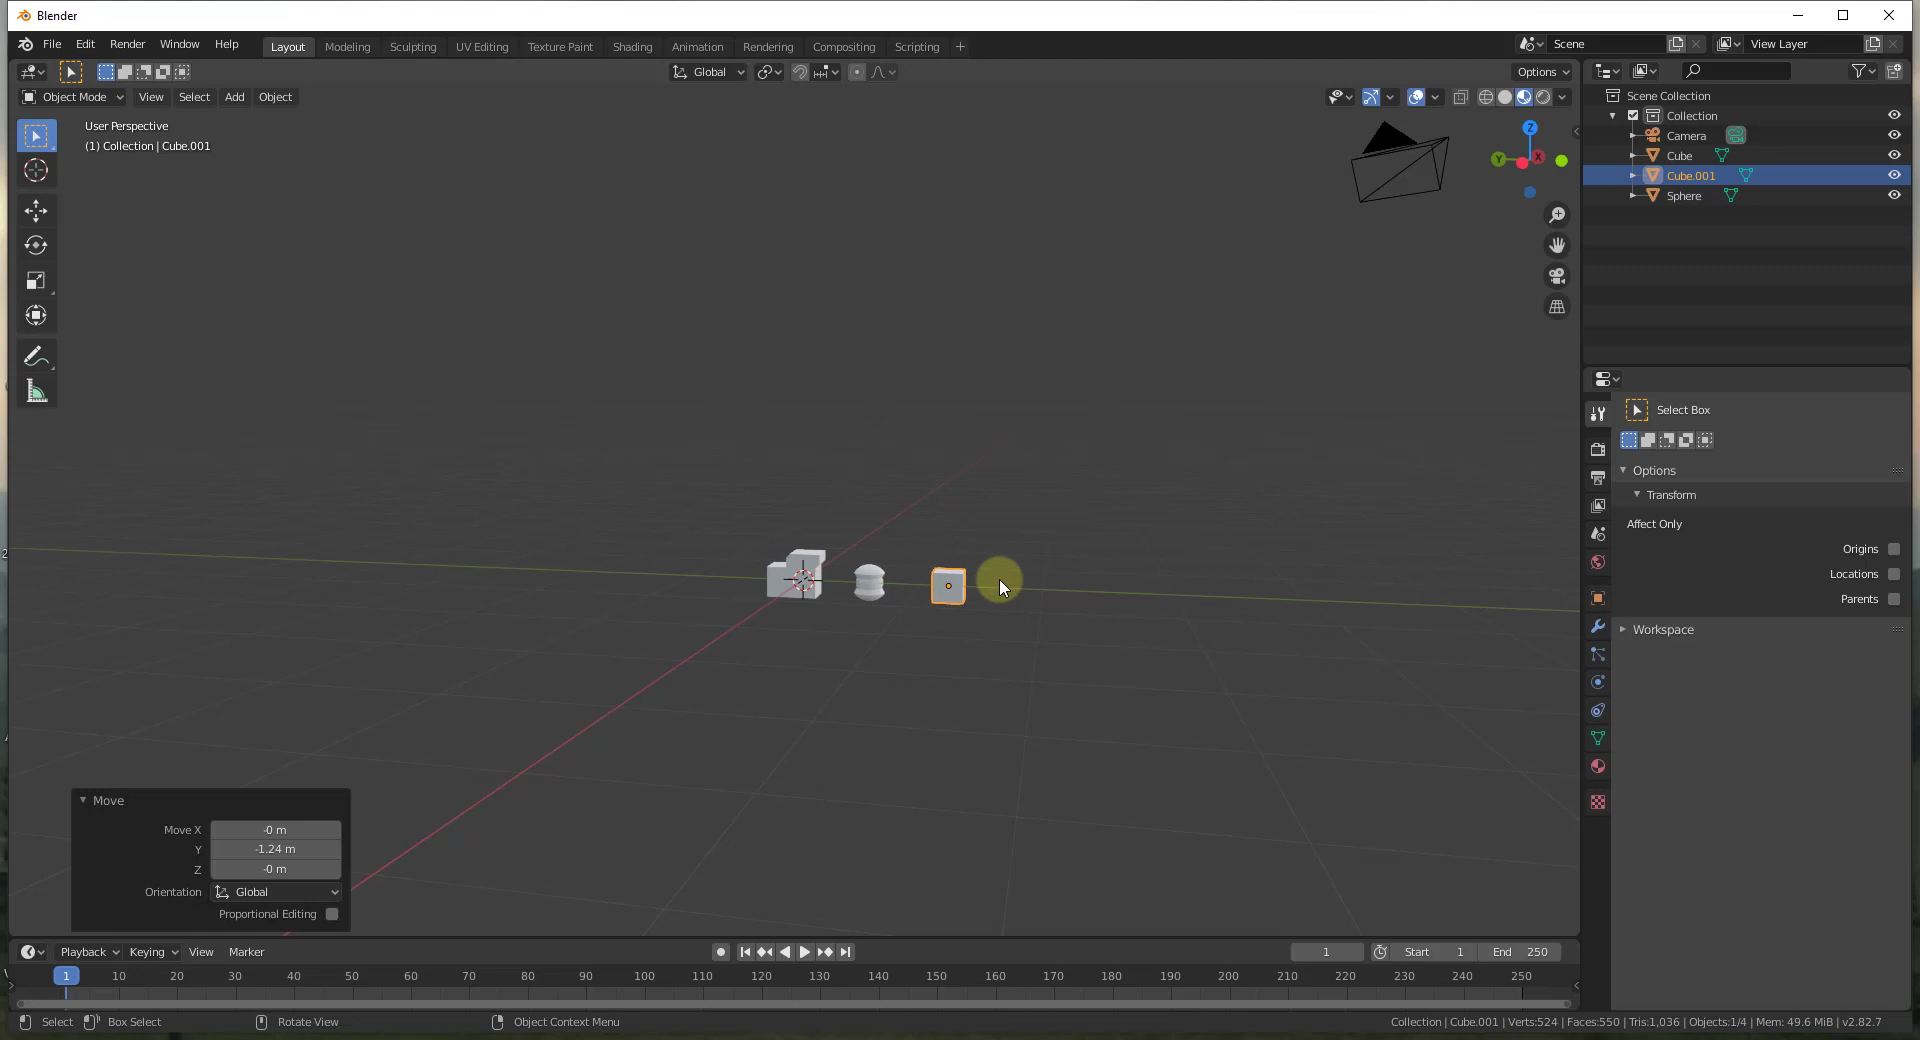 Blender
File Edit Render Window Help Layout Modeling Sculpting UV Editing Texture Paint Shading Animation Rendering Compositing Scripting + Scene View Layer
Global Options
Object Mode View Select Add Object
User Perspective
(1) Collection | Cube.001
Z
Y
X
Scene Collection
Collection
Camera
Cube
Cube.001
Sphere
Select Box
Options
Transform
Affect Only
Origins
Locations
Parents
Workspace
Move
Move X -0 m
Y -1.24 m
Z -0 m
Orientation Global
Proportional Editing
Playback Keying View Marker 1 Start 1 End 250
1 10 20 30 40 50 60 70 80 90 100 110 120 130 140 150 160 170 180 190 200 210 220 230 240 250
Select Box Select Rotate View Object Context Menu Collection | Cube.001 | Verts:524 | Faces:550 | Tris:1,036 | Objects:1/4 | Mem: 49.6 MiB | v2.82.7